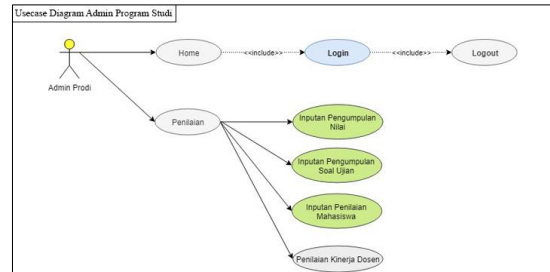 Usecase Diagram Admin Program Studi
Home
<<include>>
Login
<<include>>
Logout
Admin Prodi
Penilaian
Inputan Pengumpulan
Nilai
Inputan Pengumpulan
Soal Ujian
Inputan Penilaian
Mahasiswa
Penilaian Kinerja Dosen